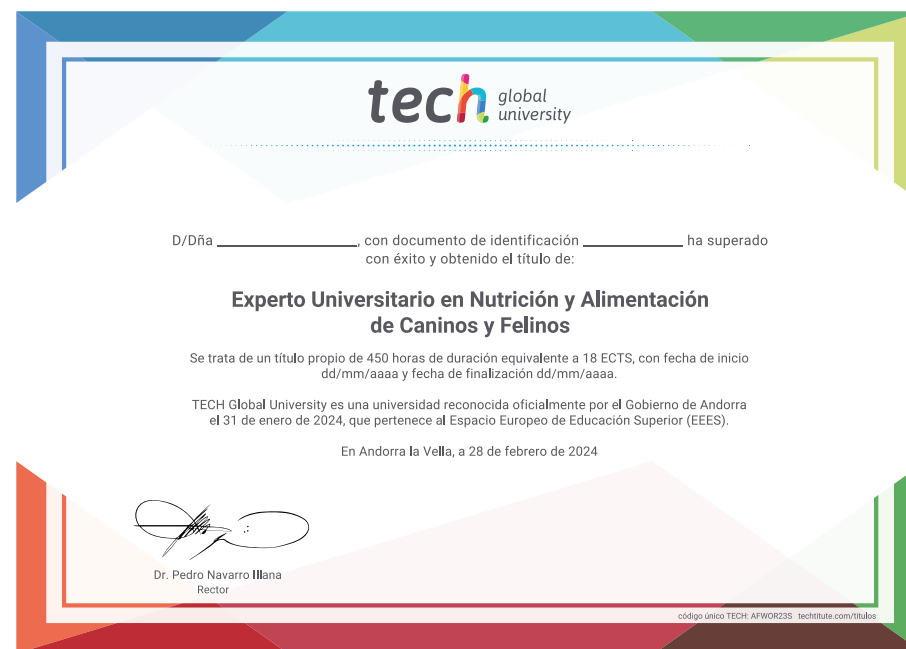 tech global university
D/Dña ____________________, con documento de identificación ______________ ha superado
con éxito y obtenido el título de:
Experto Universitario en Nutrición y Alimentación
de Caninos y Felinos
Se trata de un título propio de 450 horas de duración equivalente a 18 ECTS, con fecha de inicio
dd/mm/aaaa y fecha de finalización dd/mm/aaaa.
TECH Global University es una universidad reconocida oficialmente por el Gobierno de Andorra
el 31 de enero de 2024, que pertenece al Espacio Europeo de Educación Superior (EEES).
En Andorra la Vella, a 28 de febrero de 2024
Dr. Pedro Navarro Illana
Rector
código único TECH: AFWOR23S techtitute.com/titulos